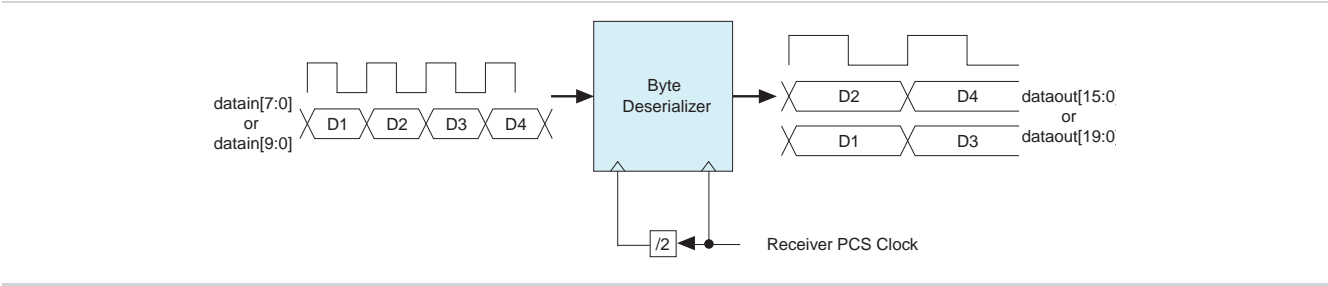 datain[7:0]
or
datain[9:0]
D1 D2 D3 D4
Byte
Deserializer
D2 D4
D1 D3
dataout[15:0]
or
dataout[19:0]
/2
Receiver PCS Clock